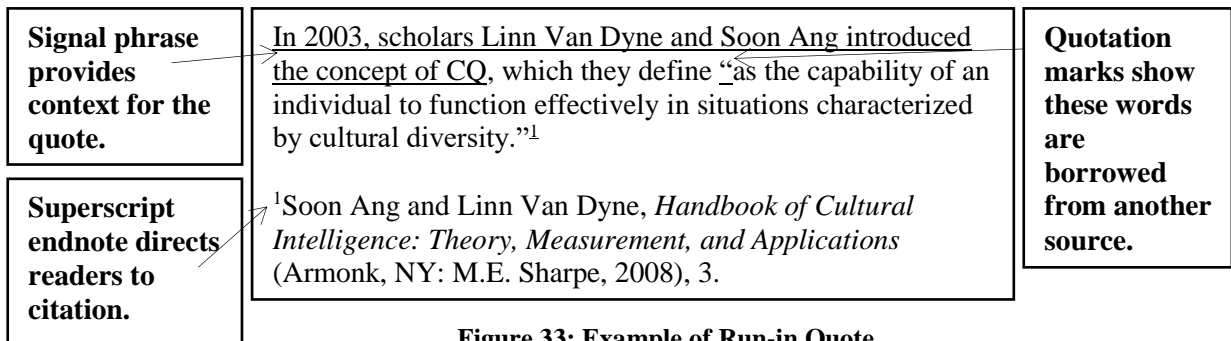 Signal phrase
provides
context for the
quote.
Superscript
endnote directs
readers to
citation.
In 2003, scholars Linn Van Dyne and Soon Ang introduced
the concept of CQ, which they define “as the capability of an
individual to function effectively in situations characterized
by cultural diversity.”1
1Soon Ang and Linn Van Dyne, Handbook of Cultural
Intelligence: Theory, Measurement, and Applications
(Armonk, NY: M.E. Sharpe, 2008), 3.
Quotation
marks show
these words
are
borrowed
from another
source.
Figure 33: Example of Run-in Quote